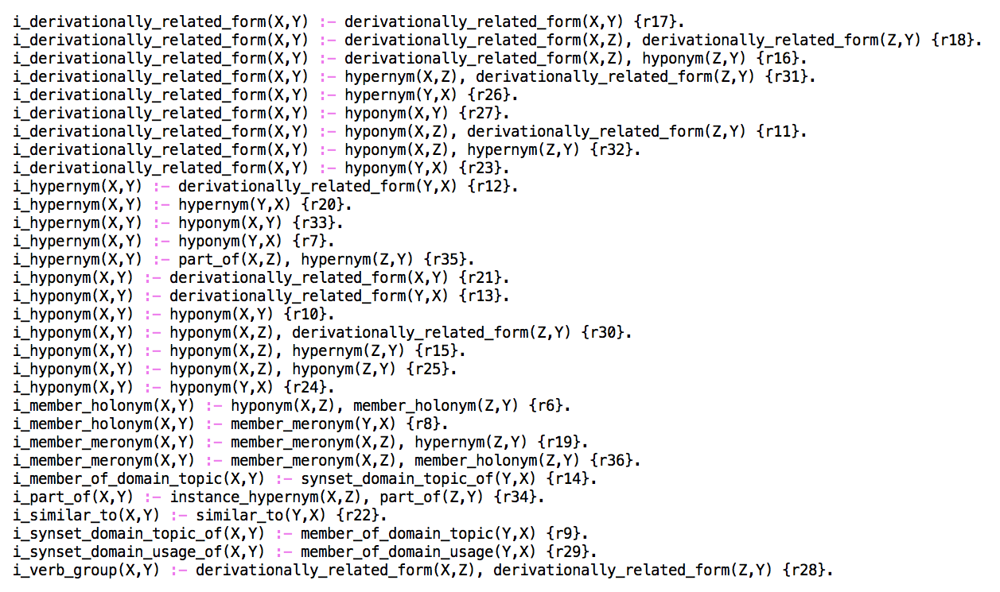 i_derivationally_related_form(X,Y) :- derivationally_related_form(X,Y) {r17}.
i_derivationally_related_form(X,Y) :- derivationally_related_form(X,Z), derivationally_related_form(Z,Y) {r18}.
i_derivationally_related_form(X,Y) :- derivationally_related_form(X,Z), hyponym(Z,Y) {r16}.
i_derivationally_related_form(X,Y) :- hypernym(X,Z), derivationally_related_form(Z,Y) {r31}.
i_derivationally_related_form(X,Y) :- hypernym(Y,X) {r26}.
i_derivationally_related_form(X,Y) :- hyponym(X,Y) {r27}.
i_derivationally_related_form(X,Y) :- hyponym(X,Z), derivationally_related_form(Z,Y) {r11}.
i_derivationally_related_form(X,Y) :- hyponym(X,Z), hypernym(Z,Y) {r32}.
i_derivationally_related_form(X,Y) :- hyponym(Y,X) {r23}.
i_hypernym(X,Y) :- derivationally_related_form(Y,X) {r12}.
i_hypernym(X,Y) :- hypernym(Y,X) {r20}.
i_hypernym(X,Y) :- hyponym(X,Y) {r33}.
i_hypernym(X,Y) :- hyponym(Y,X) {r7}.
i_hypernym(X,Y) :- part_of(X,Z), hypernym(Z,Y) {r35}.
i_hyponym(X,Y) :- derivationally_related_form(X,Y) {r21}.
i_hyponym(X,Y) :- derivationally_related_form(Y,X) {r13}.
i_hyponym(X,Y) :- hyponym(X,Y) {r10}.
i_hyponym(X,Y) :- hyponym(X,Z), derivationally_related_form(Z,Y) {r30}.
i_hyponym(X,Y) :- hyponym(X,Z), hypernym(Z,Y) {r15}.
i_hyponym(X,Y) :- hyponym(X,Z), hyponym(Z,Y) {r25}.
i_hyponym(X,Y) :- hyponym(Y,X) {r24}.
i_member_holonym(X,Y) :- hyponym(X,Z), member_holonym(Z,Y) {r6}.
i_member_holonym(X,Y) :- member_meronym(Y,X) {r8}.
i_member_meronym(X,Y) :- member_meronym(X,Z), hypernym(Z,Y) {r19}.
i_member_meronym(X,Y) :- member_meronym(X,Z), member_holonym(Z,Y) {r36}.
i_member_of_domain_topic(X,Y) :- synset_domain_topic_of(Y,X) {r14}.
i_part_of(X,Y) :- instance_hypernym(X,Z), part_of(Z,Y) {r34}.
i_similar_to(X,Y) :- similar_to(Y,X) {r22}.
i_synset_domain_topic_of(X,Y) :- member_of_domain_topic(Y,X) {r9}.
i_synset_domain_usage_of(X,Y) :- member_of_domain_usage(Y,X) {r29}.
i_verb_group(X,Y) :- derivationally_related_form(X,Z), derivationally_related_form(Z,Y) {r28}.